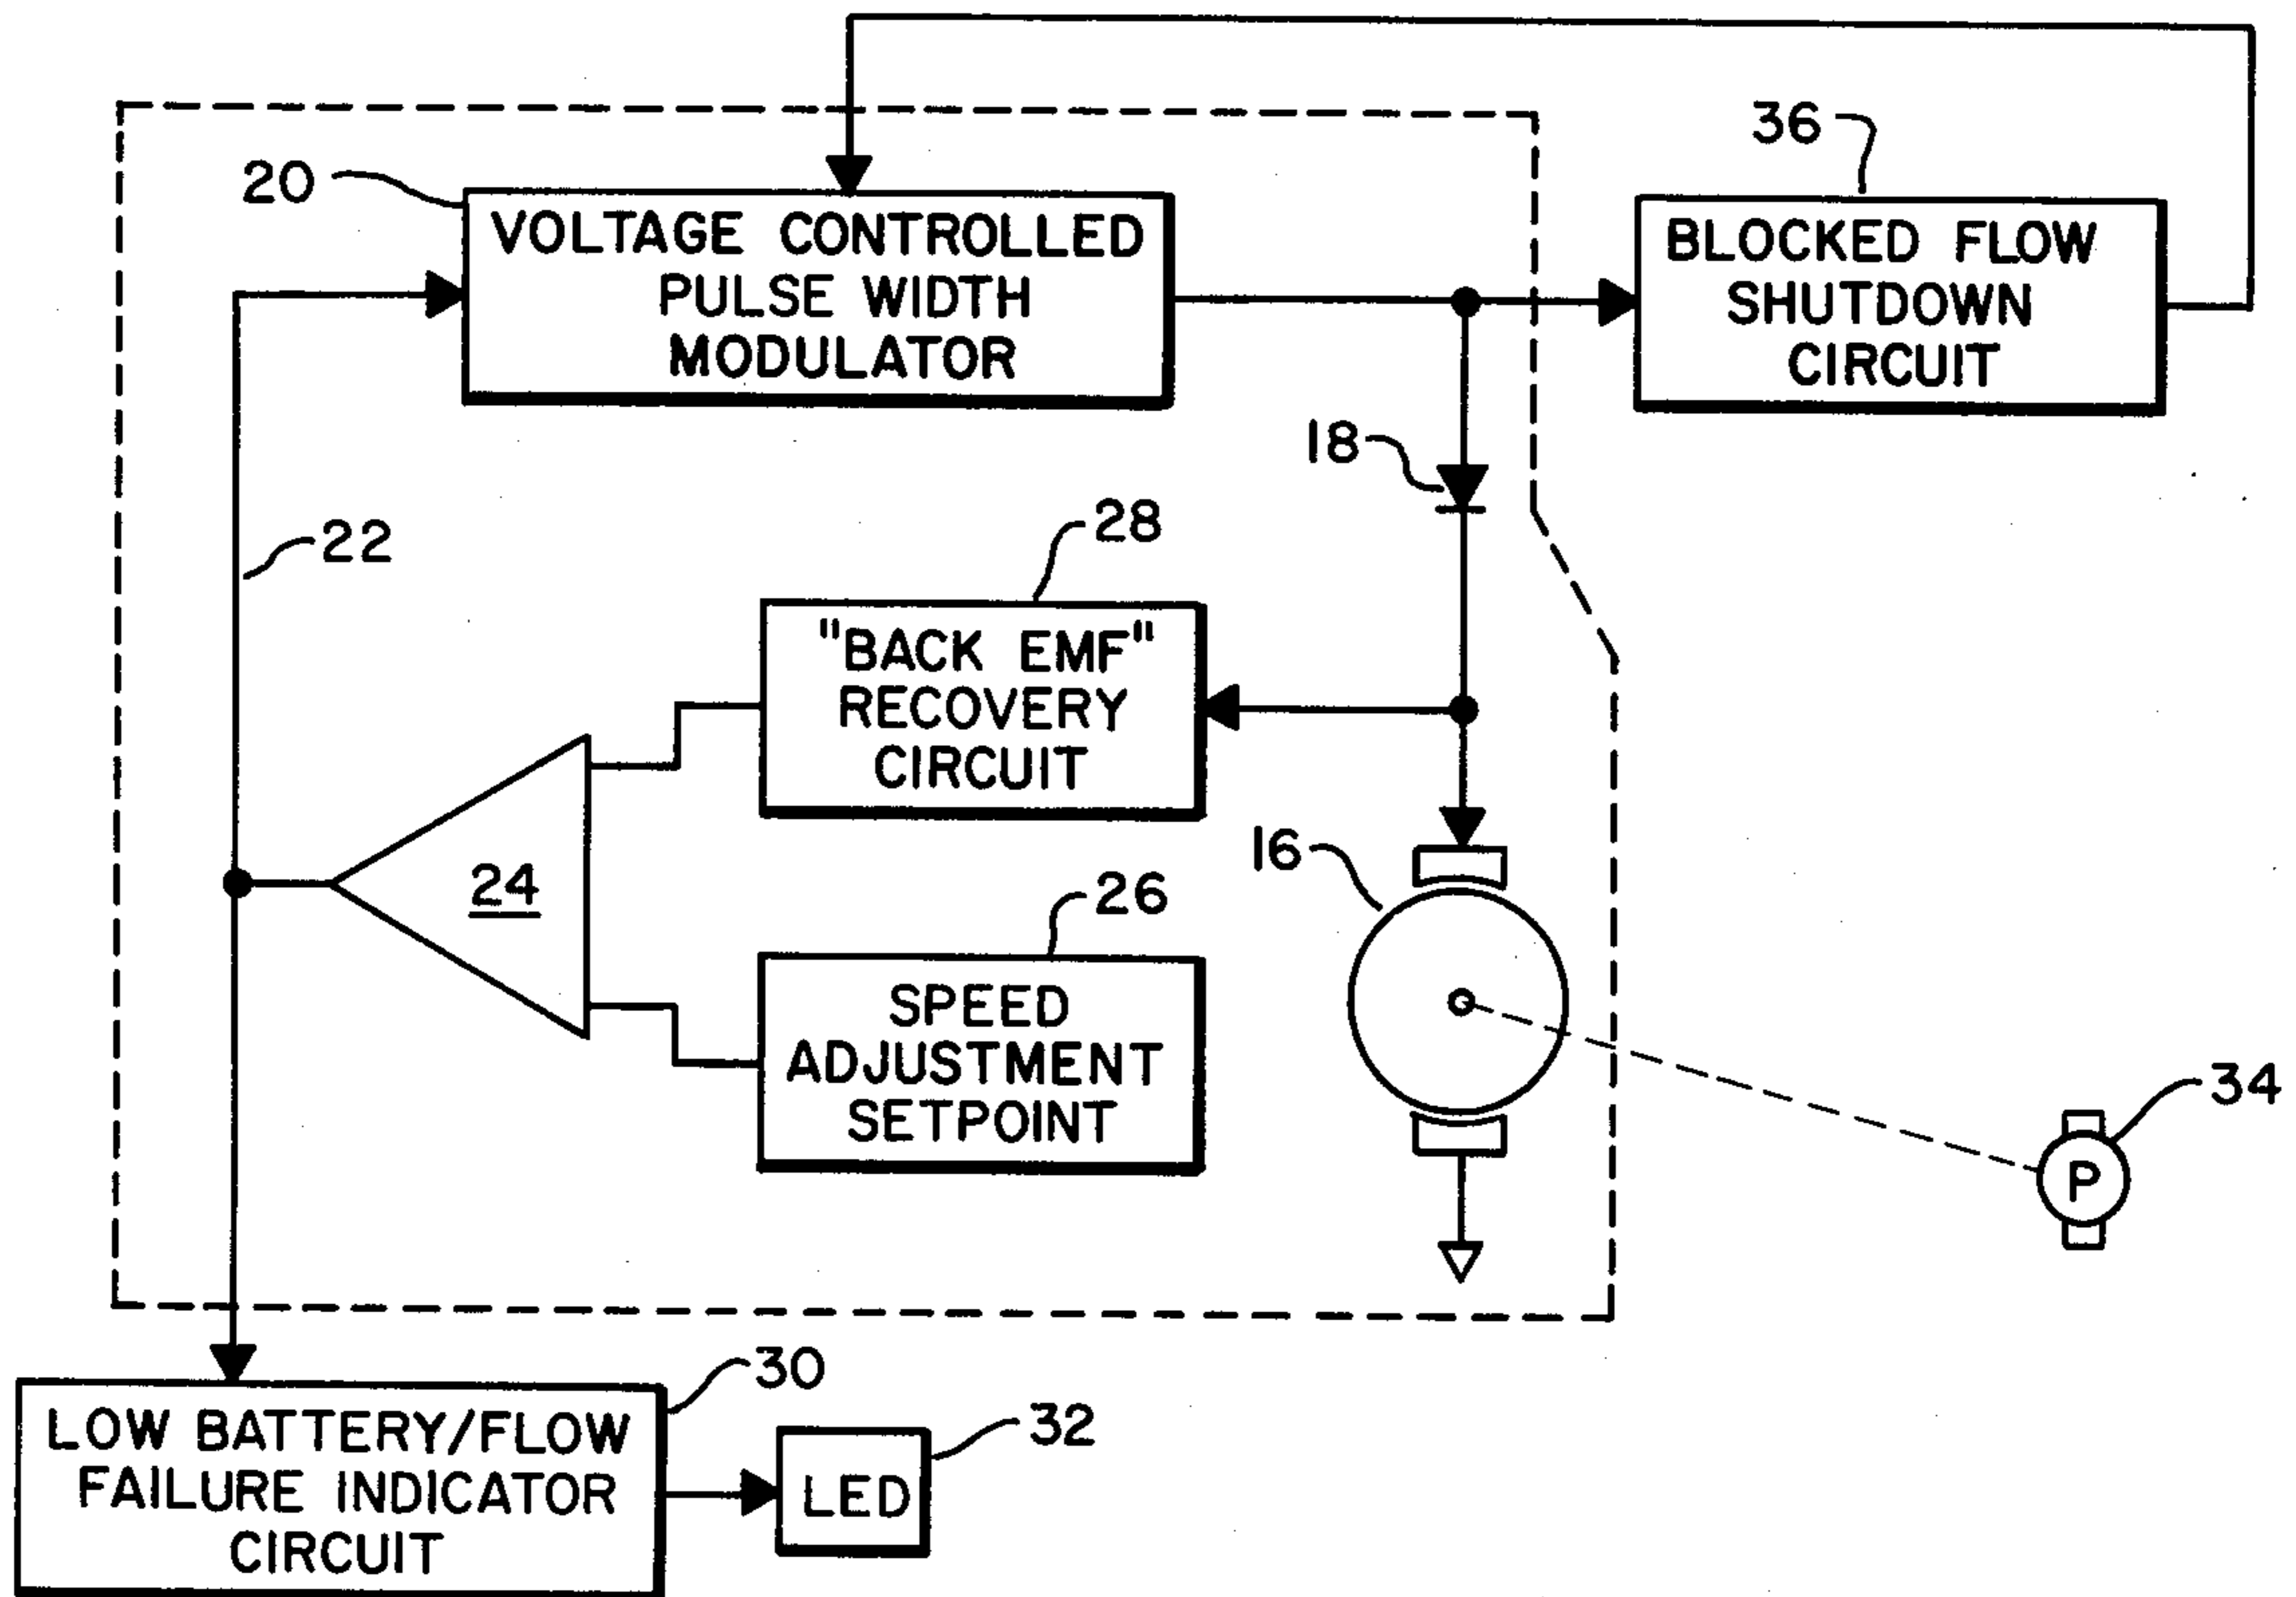 36
20
VOLTAGE CONTROLLED
PULSE WIDTH
MODULATOR
BLOCKED FLOW
SHUTDOWN
CIRCUIT
18
22
28
"BACK EMF"
RECOVERY
CIRCUIT
16
24
26
SPEED
ADJUSTMENT
SETPOINT
34
P
30
LOW BATTERY/FLOW
FAILURE INDICATOR
CIRCUIT
32
LED